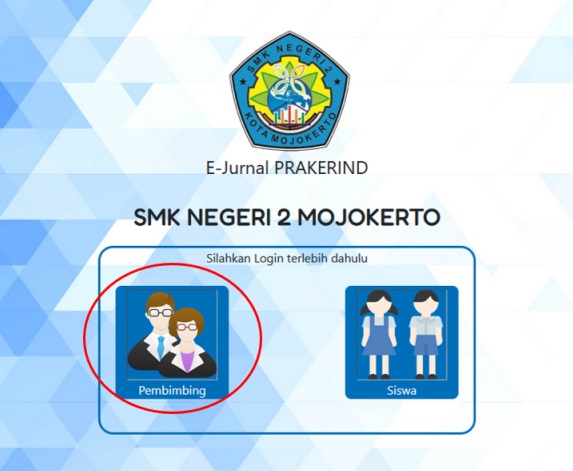 SMK NEGERI 2
KOTA MOJOKERTO
E-Jurnal PRAKERIND
SMK NEGERI 2 MOJOKERTO
Silahkan Login terlebih dahulu
Pembimbing
Siswa